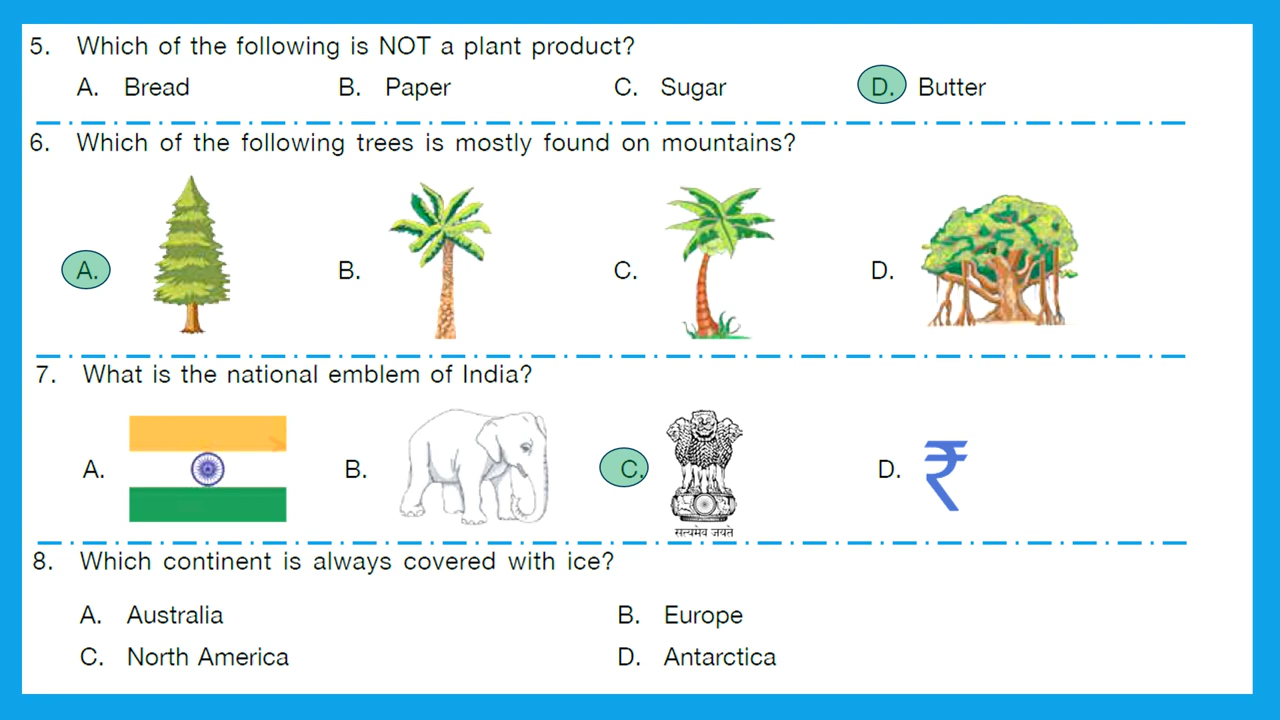 5. Which of the following is NOT a plant product?
A. Bread B. Paper C. Sugar D. Butter
6. Which of the following trees is mostly found on mountains?
A. B. C. D.
7. What is the national emblem of India?
A. B. C. D. ₹
सत्यमेव जयते
8. Which continent is always covered with ice?
A. Australia B. Europe
C. North America D. Antarctica